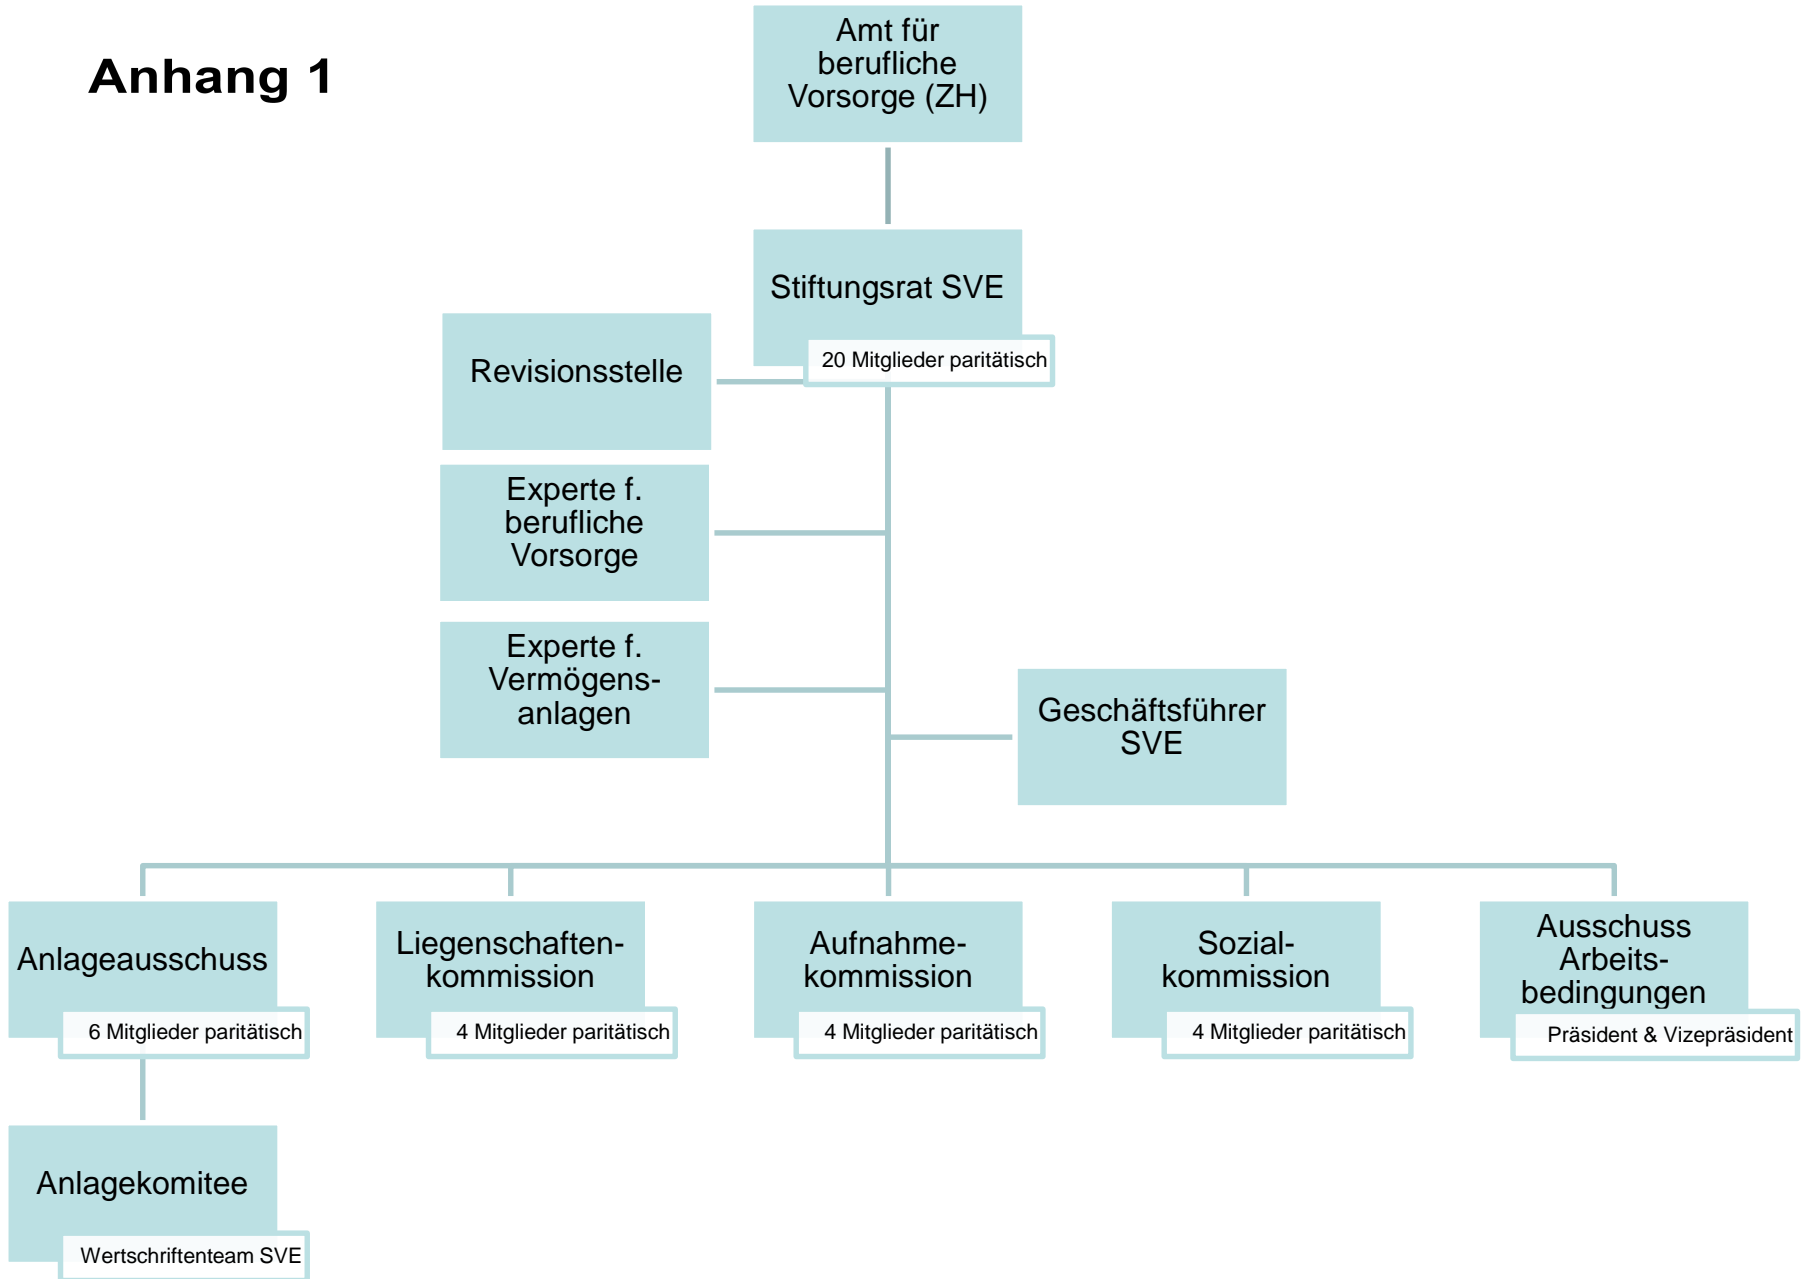 Anhang 1
Amt für
berufliche
Vorsorge (ZH)
Stiftungsrat SVE
20 Mitglieder paritätisch
Revisionsstelle
Experte f.
berufliche
Vorsorge
Experte f.
Vermögens-
anlagen
Geschäftsführer
SVE
Anlageausschuss
6 Mitglieder paritätisch
Liegenschaften-
kommission
4 Mitglieder paritätisch
Aufnahme-
kommission
4 Mitglieder paritätisch
Sozial-
kommission
4 Mitglieder paritätisch
Ausschuss
Arbeits-
bedingungen
Präsident & Vizepräsident
Anlagekomitee
Wertschriftenteam SVE